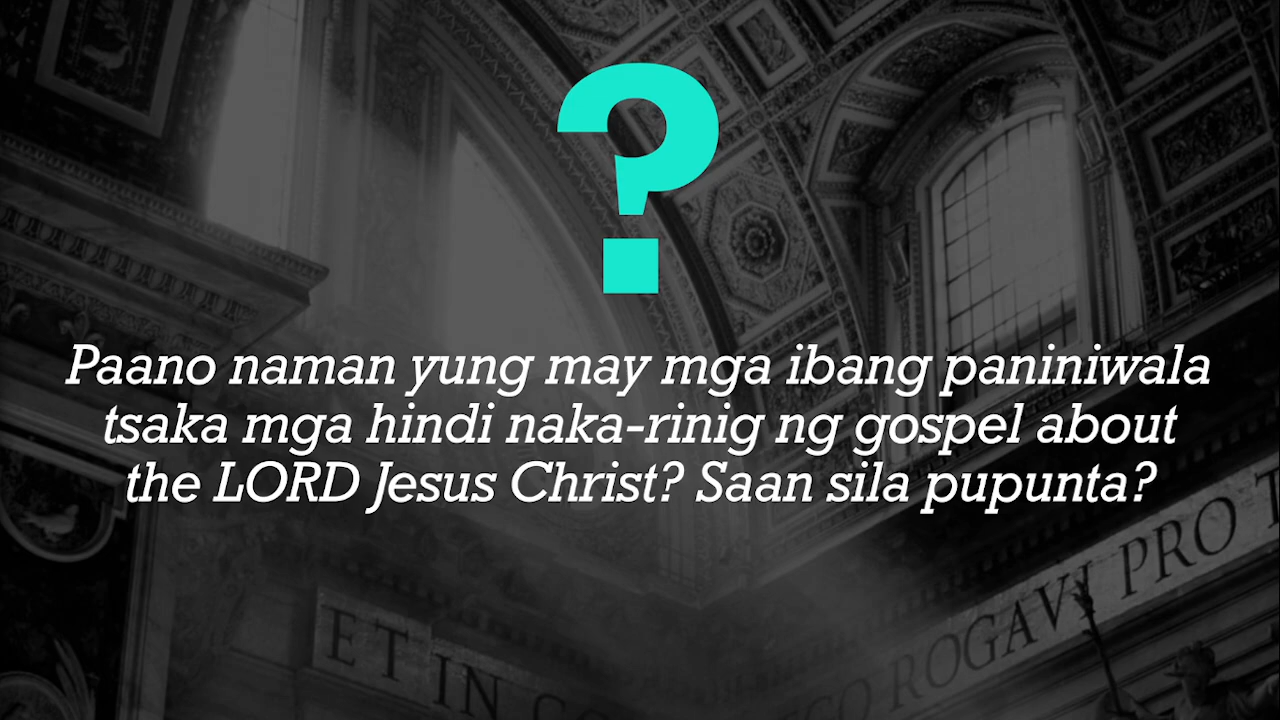 ?
Paano naman yung may mga ibang paniniwala
tsaka mga hindi naka-rinig ng gospel about
the LORD Jesus Christ? Saan sila pupunta?
ROGAVI PRO T
ET IN